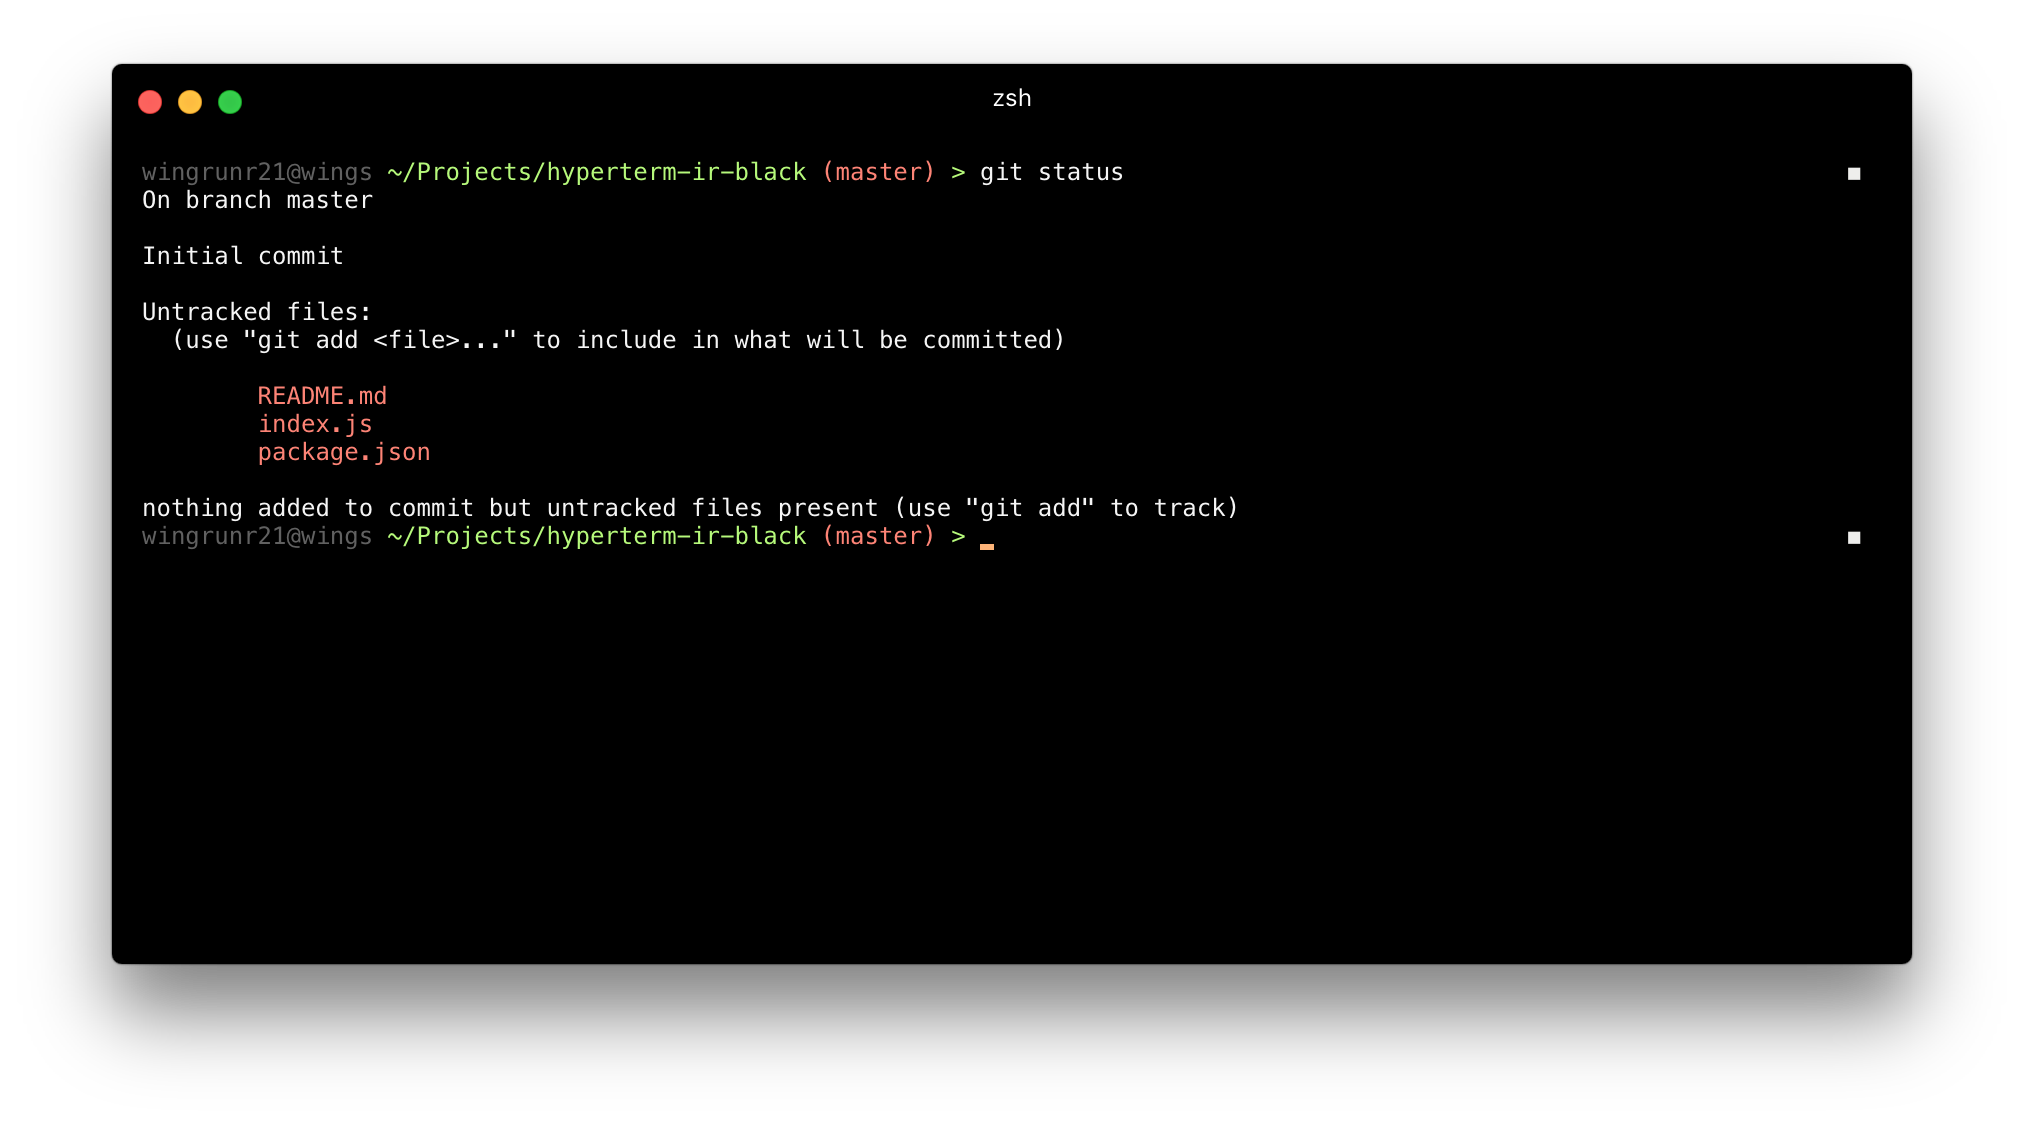 zsh
wingrunr21@wings ~/Projects/hyperterm-ir-black (master) > git status
On branch master
Initial commit
Untracked files:
  (use "git add <file>..." to include in what will be committed)
        README.md
        index.js
        package.json
nothing added to commit but untracked files present (use "git add" to track)
wingrunr21@wings ~/Projects/hyperterm-ir-black (master) >